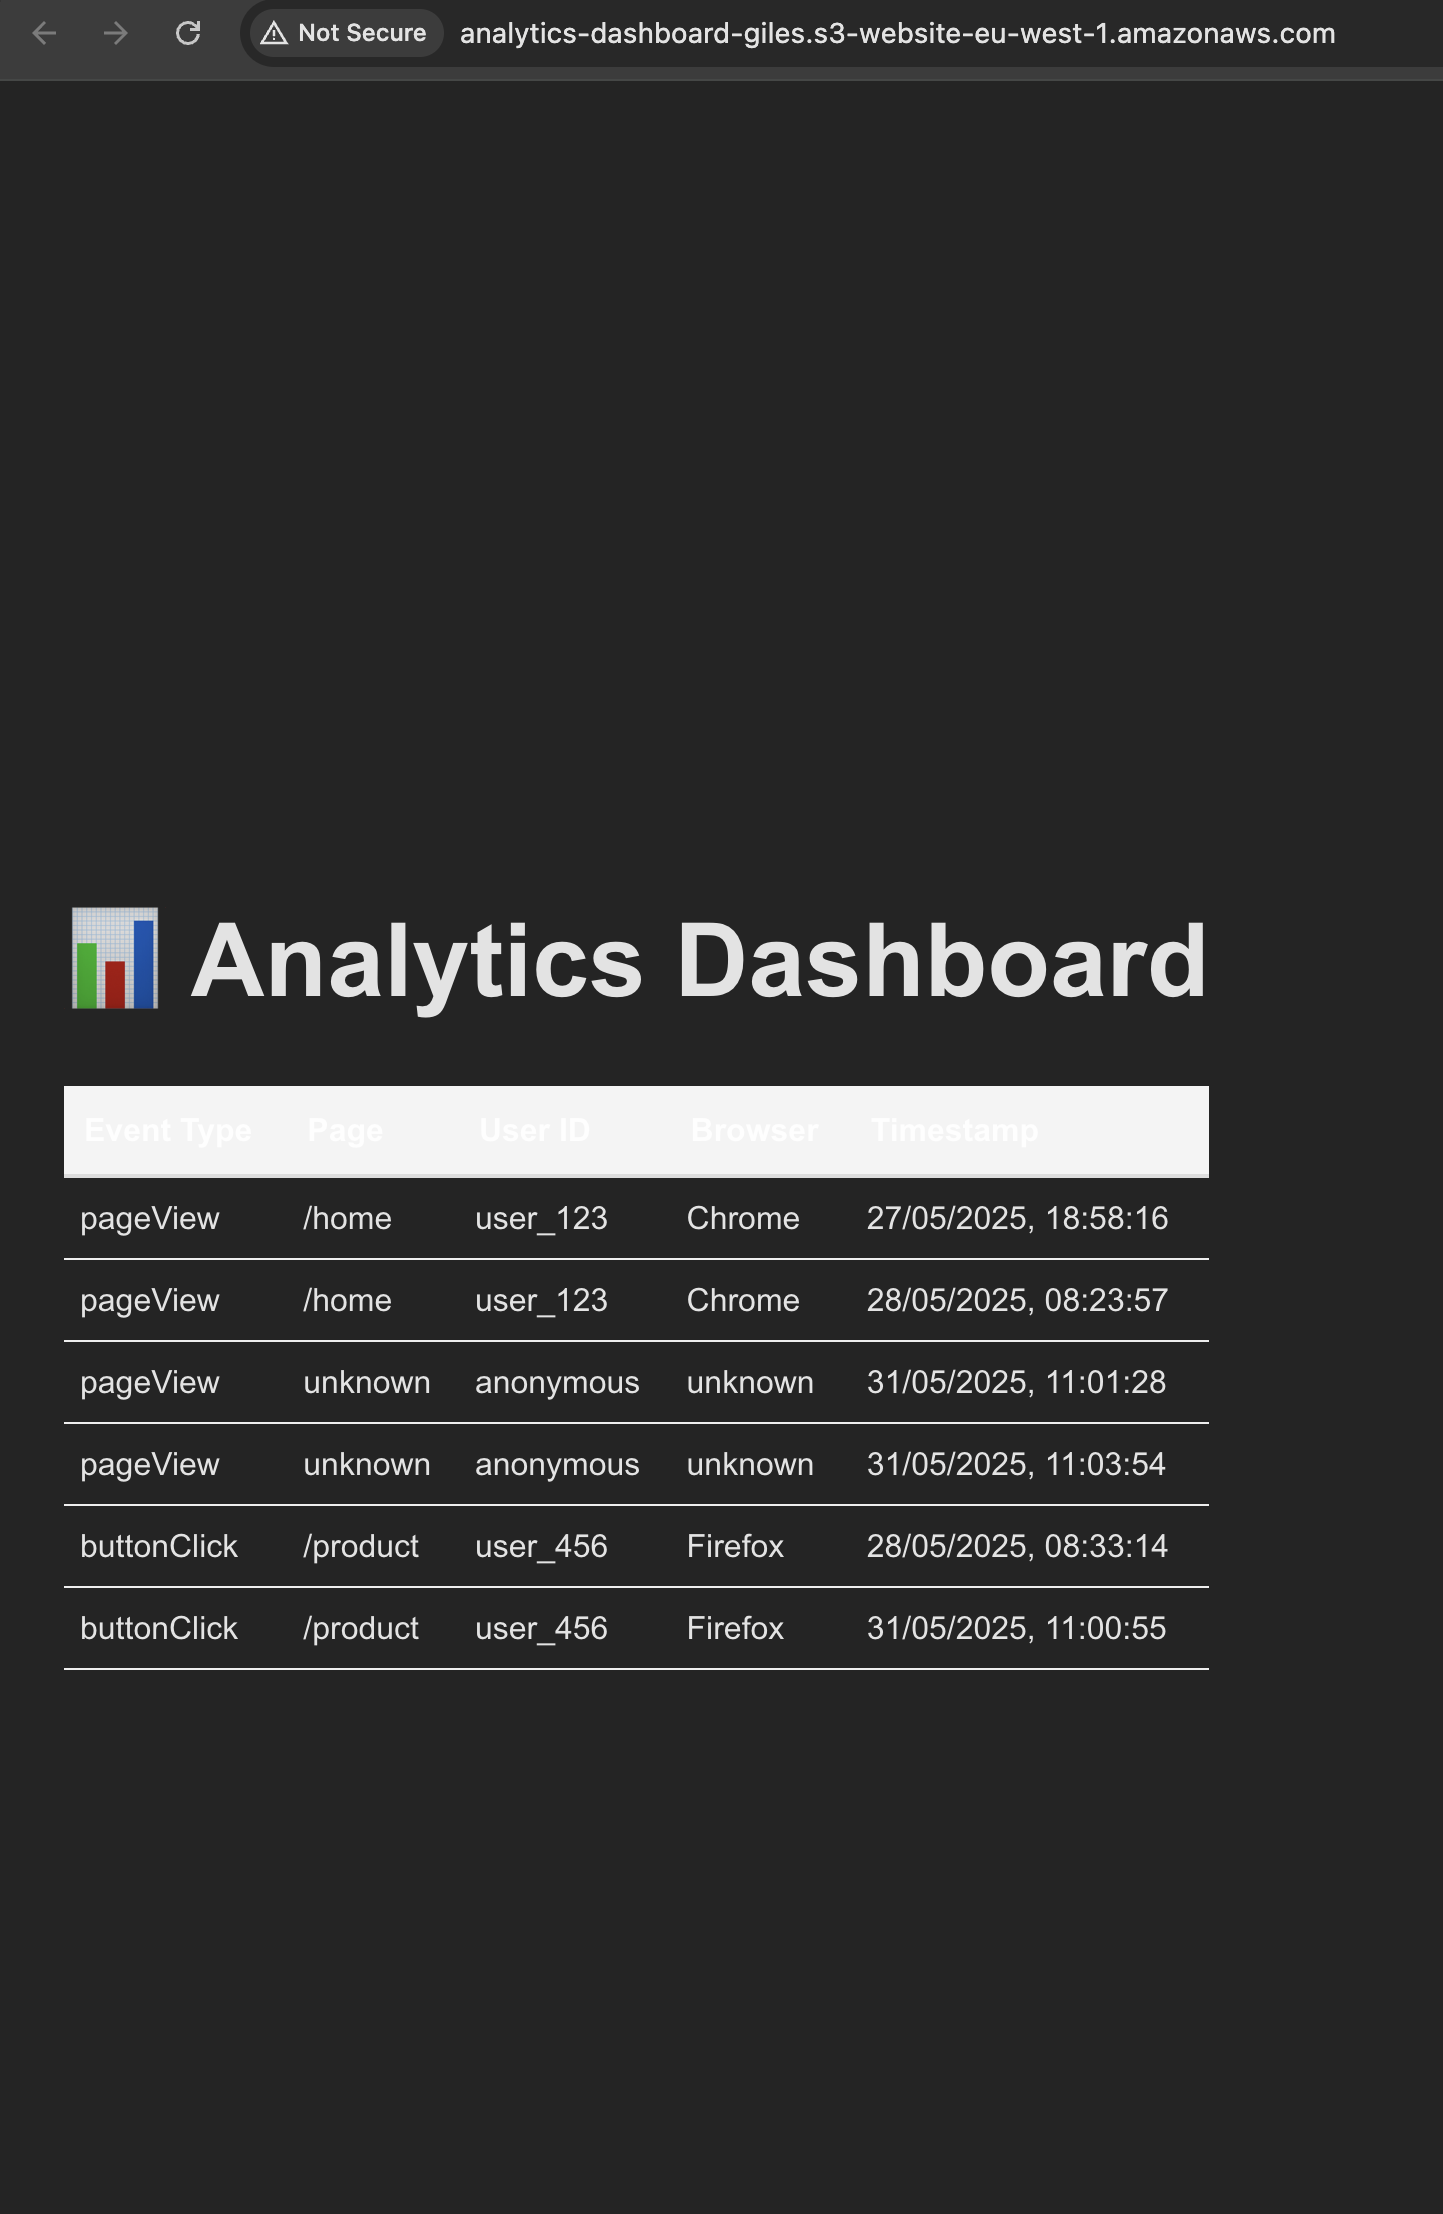 Not Secure analytics-dashboard-giles.s3-website-eu-west-1.amazonaws.com
Analytics Dashboard
Event Type Page User ID Browser Timestamp
pageView /home user_123 Chrome 27/05/2025, 18:58:16
pageView /home user_123 Chrome 28/05/2025, 08:23:57
pageView unknown anonymous unknown 31/05/2025, 11:01:28
pageView unknown anonymous unknown 31/05/2025, 11:03:54
buttonClick /product user_456 Firefox 28/05/2025, 08:33:14
buttonClick /product user_456 Firefox 31/05/2025, 11:00:55